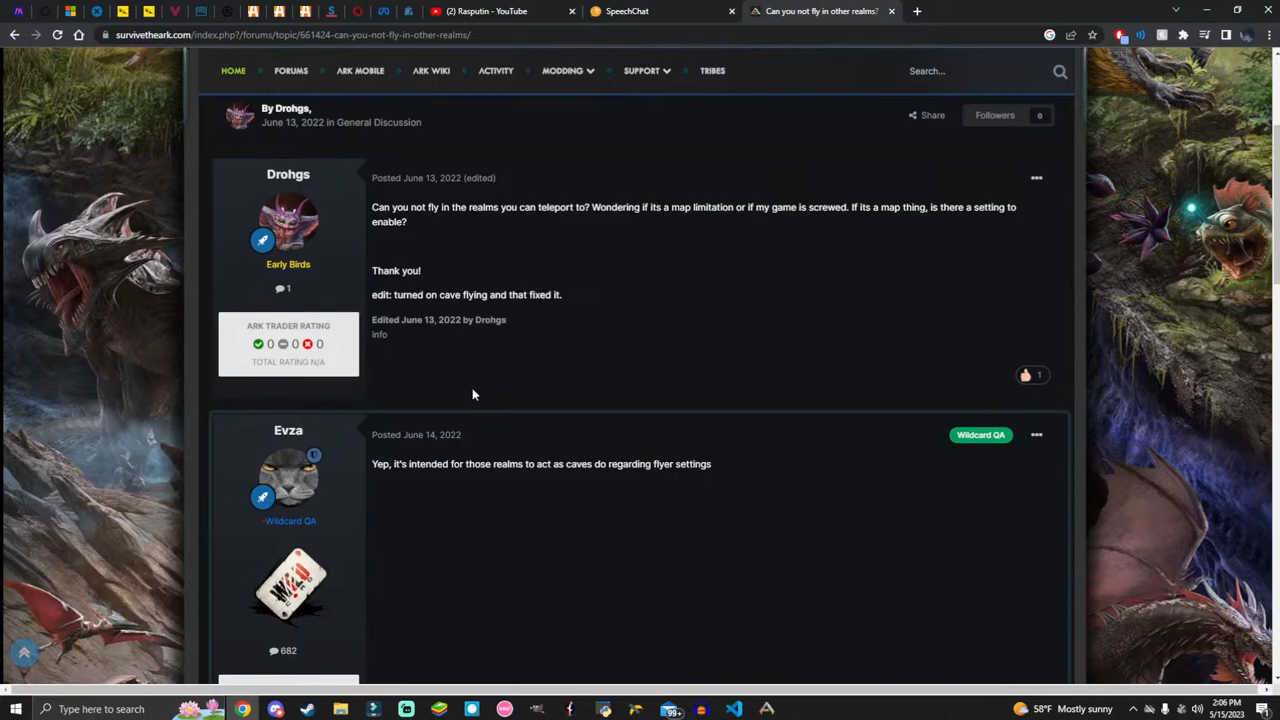 (2) Rasputin - YouTube
SpeechChat
Can you not fly in other realms?
survivetheark.com/index.php?/forums/topic/661424-can-you-not-fly-in-other-realms/
HOME FORUMS ARK MOBILE ARK WIKI ACTIVITY MODDING SUPPORT TRIBES Search...
By Drohgs,
June 13, 2022 in General Discussion
Share Followers 0
Drohgs
Early Birds
1
ARK TRADER RATING
0 0 0
TOTAL RATING N/A
Posted June 13, 2022 (edited)
Can you not fly in the realms you can teleport to? Wondering if its a map limitation or if my game is screwed. If its a map thing, is there a setting to
enable?
Thank you!
edit: turned on cave flying and that fixed it.
Edited June 13, 2022 by Drohgs
info
1
Evza
Wildcard QA
682
Posted June 14, 2022
Wildcard QA
Yep, it's intended for those realms to act as caves do regarding flyer settings
Type here to search
99+
58°F Mostly sunny
2:06 PM
5/15/2023
1